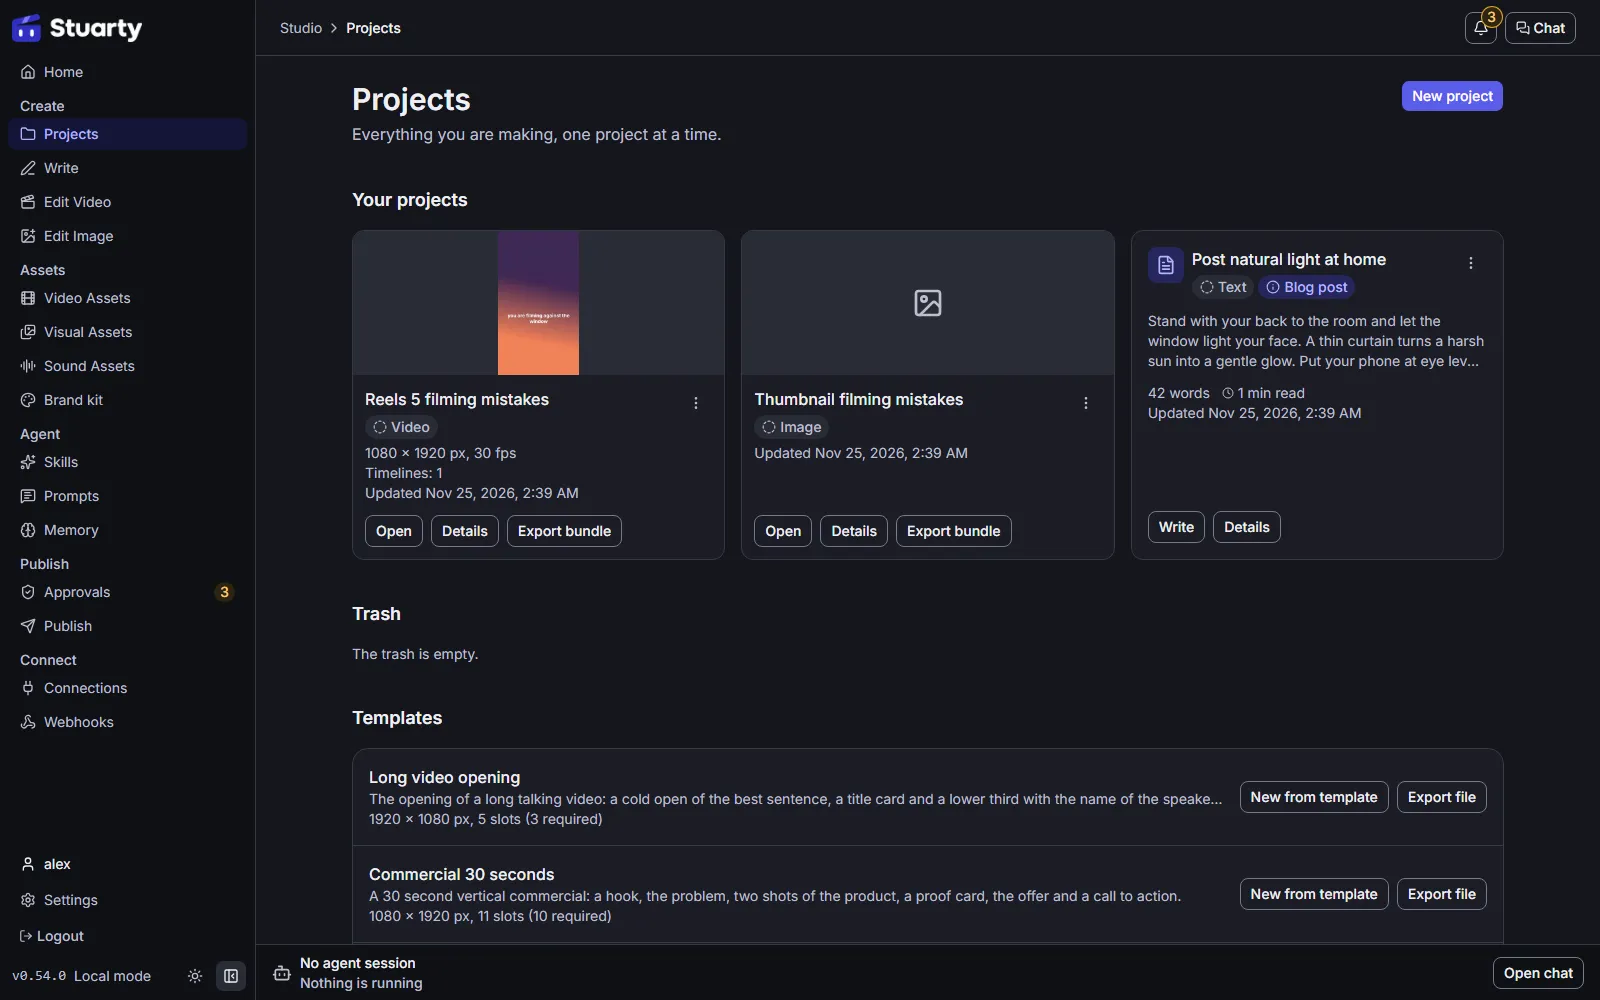 Stuarty
Home
Create
Projects
Write
Edit Video
Edit Image
Assets
Video Assets
Visual Assets
Sound Assets
Brand kit
Agent
Skills
Prompts
Memory
Publish
Approvals
3
Publish
Connect
Connections
Webhooks
alex
Settings
Logout
v0.54.0 Local mode
Studio > Projects
3
Chat
Projects
New project
Everything you are making, one project at a time.
Your projects
you are filming against the
window
Reels 5 filming mistakes
Video
1080 × 1920 px, 30 fps
Timelines: 1
Updated Nov 25, 2026, 2:39 AM
Open
Details
Export bundle
Thumbnail filming mistakes
Image
Updated Nov 25, 2026, 2:39 AM
Open
Details
Export bundle
Post natural light at home
Text
Blog post
Stand with your back to the room and let the
window light your face. A thin curtain turns a harsh
sun into a gentle glow. Put your phone at eye lev...
42 words
1 min read
Updated Nov 25, 2026, 2:39 AM
Write
Details
Trash
The trash is empty.
Templates
Long video opening
The opening of a long talking video: a cold open of the best sentence, a title card and a lower third with the name of the speake...
1920 × 1080 px, 5 slots (3 required)
New from template
Export file
Commercial 30 seconds
A 30 second vertical commercial: a hook, the problem, two shots of the product, a proof card, the offer and a call to action.
1080 × 1920 px, 11 slots (10 required)
New from template
Export file
No agent session
Nothing is running
Open chat